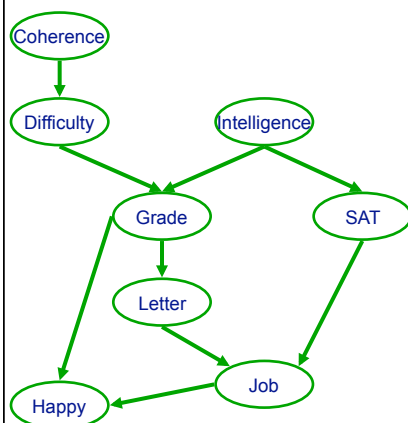 Coherence
Difficulty
Intelligence
Grade
SAT
Letter
Job
Happy